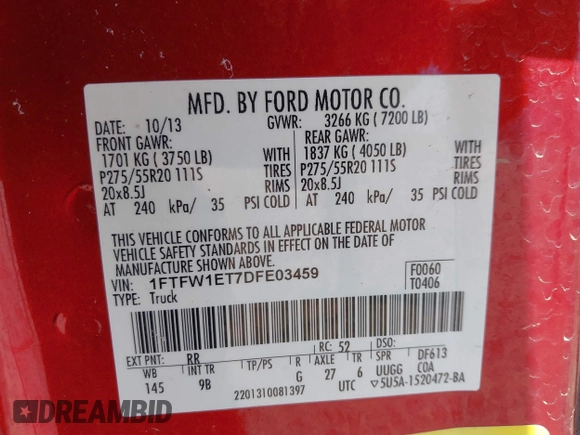 MFD. BY FORD MOTOR CO.
DATE: 10/13 GVWR: 3266 KG ( 7200 LB)
FRONT GAWR: REAR GAWR:
1701 KG ( 3750 LB) WITH 1837 KG ( 4050 LB) WITH
P275/55R20 111S TIRES P275/55R20 111S TIRES
20x8.5J RIMS 20x8.5J RIMS
AT 240 kPa/ 35 PSI COLD AT 240 kPa/ 35 PSI COLD
THIS VEHICLE CONFORMS TO ALL APPLICABLE FEDERAL MOTOR
VEHICLE SAFETY STANDARDS IN EFFECT ON THE DATE OF
MANUFACTURE SHOWN ABOVE.
VIN: 1FTFW1ET7DFE03459 F0060
TYPE: Truck T0406
EXT PNT: RR RC: 52 DSO:
WB INT TR TP/PS R AXLE TR SPR DF613
145 9B G 27 6 UUGG COA
2201310081397 UTC ▽5U5A-1520472-BA
DREAMBID